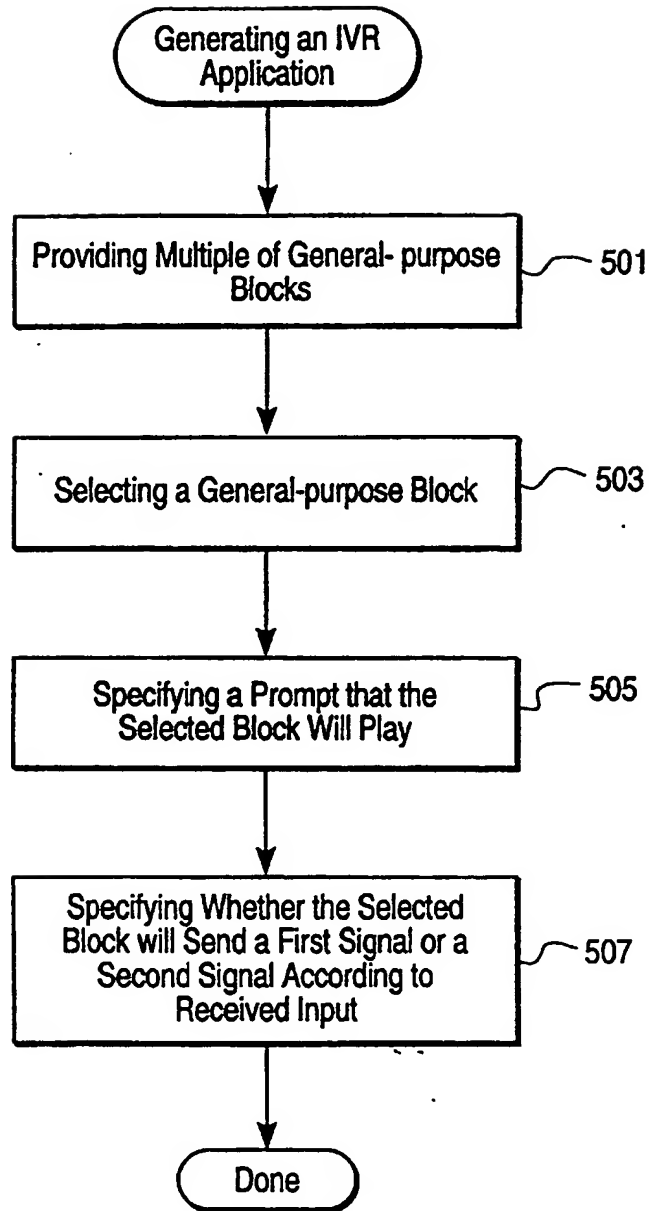 Generating an IVR
Application
Providing Multiple of General- purpose
Blocks
501
Selecting a General-purpose Block
503
Specifying a Prompt that the
Selected Block Will Play
505
Specifying Whether the Selected
Block will Send a First Signal or a
Second Signal According to
Received Input
507
Done